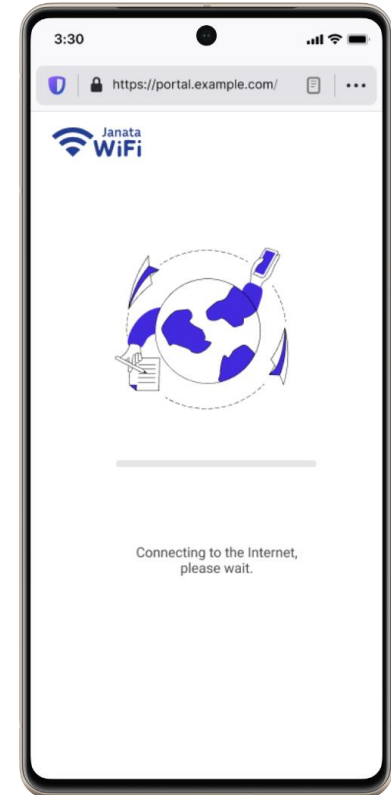 3:30
https://portal.example.com/
Janata
WiFi
Connecting to the Internet,
please wait.